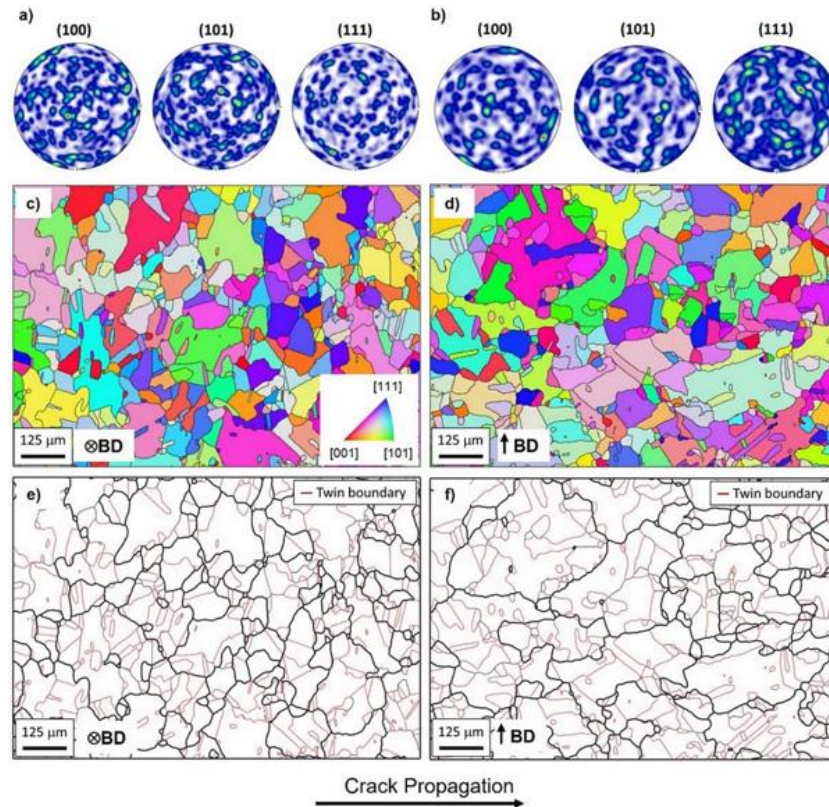 a)
b)
(100)
(101)
(111)
(100)
(101)
(111)
c)
d)
[111]
[001]
[101]
125 μm
⊗BD
125 μm
↑ BD
e)
Twin boundary
f)
Twin boundary
125 μm
⊗BD
125 μm
↑ BD
Crack Propagation